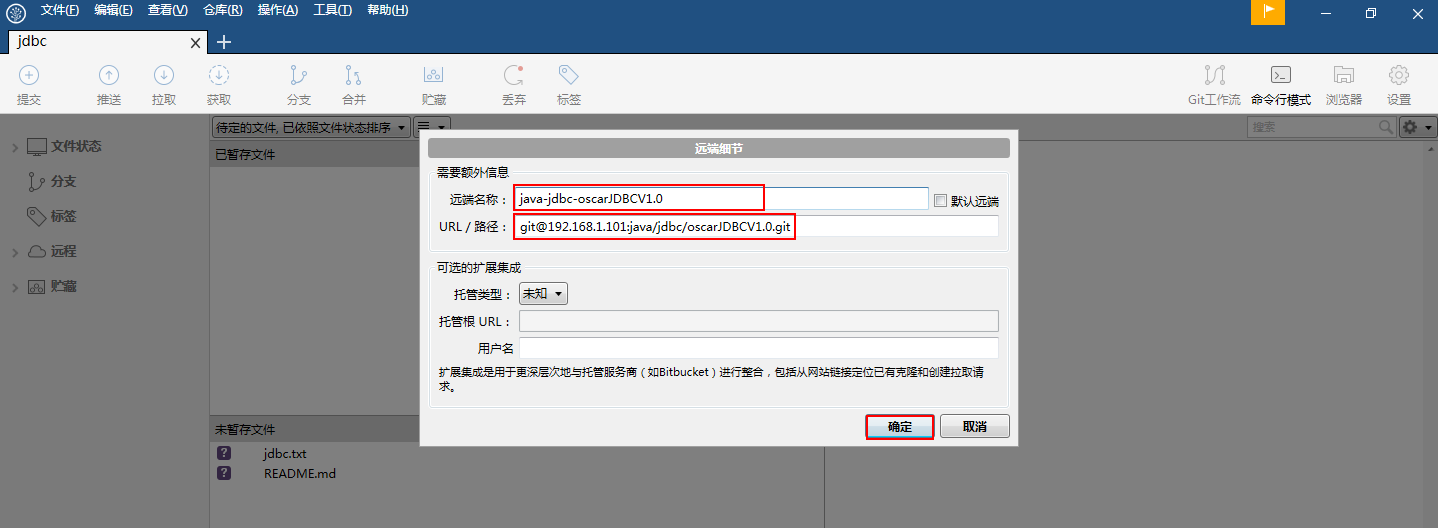 文件(F) 编辑(E) 查看(V) 仓库(R) 操作(A) 工具(T) 帮助(H)
jdbc
提交 推送 拉取 获取 分支 合并 贮藏 丢弃 标签 Git工作流 命令行模式 浏览器 设置
待定的文件, 已依照文件状态排序
搜索
文件状态
分支
标签
远程
贮藏
已暂存文件
远端细节
需要额外信息
远端名称： java-jdbc-oscarJDBCV1.0 默认远端
URL / 路径： git@192.168.1.101:java/jdbc/oscarJDBCV1.0.git
可选的扩展集成
托管类型： 未知
托管根 URL：
用户名
扩展集成是用于更深层次地与托管服务商（如Bitbucket）进行整合，包括从网站链接定位已有克隆和创建拉取请
求。
确定 取消
未暂存文件
? jdbc.txt
? README.md